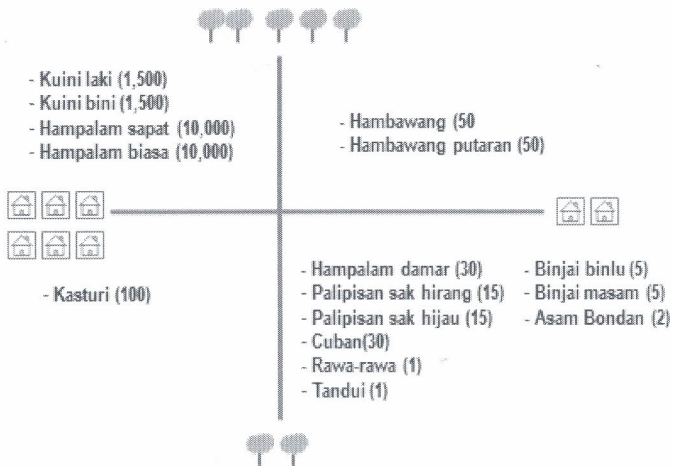 - Kuini laki (1,500)
- Kuini bini (1,500)
- Hampalam sapat (10,000)
- Hampalam biasa (10,000)
- Hambawang (50
- Hambawang putaran (50)
- Kasturi (100)
- Hampalam damar (30)
- Palipisan sak hirang (15)
- Palipisan sak hijau (15)
- Cuban(30)
- Rawa-rawa (1)
- Tandui (1)
- Binjai binlu (5)
- Binjai masam (5)
- Asam Bondan (2)